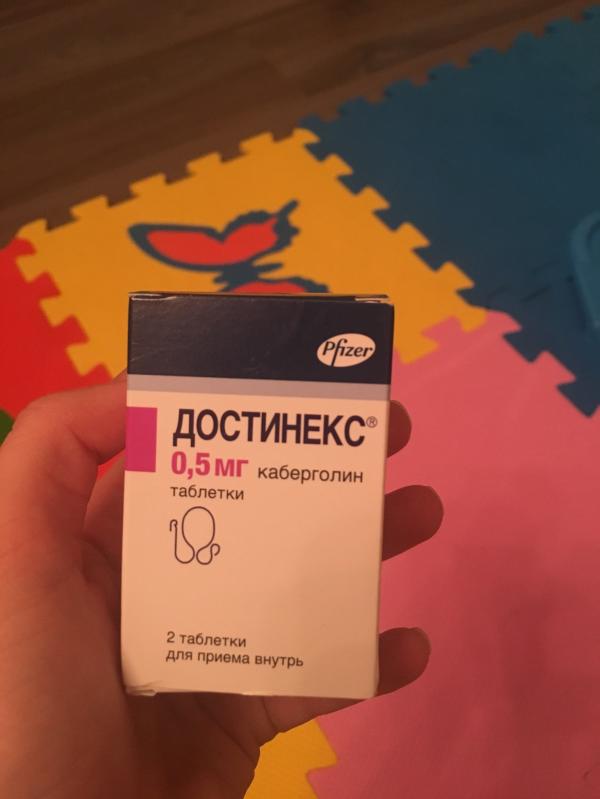 Pfizer
ДОСТИНЕКС®
0,5 мг каберголин
таблетки
2 таблетки
для приема внутрь